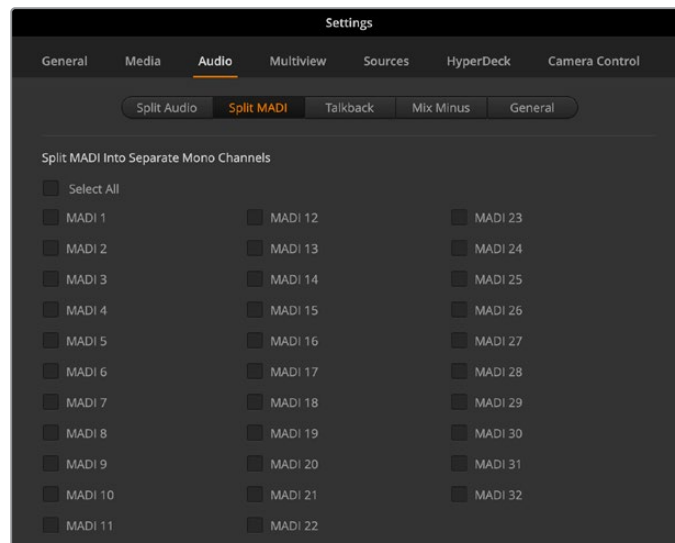 Settings
General Media Audio Multiview Sources HyperDeck Camera Control
Split Audio Split MADI Talkback Mix Minus General
Split MADI Into Separate Mono Channels
Select All
MADI 1 MADI 12 MADI 23
MADI 2 MADI 13 MADI 24
MADI 3 MADI 14 MADI 25
MADI 4 MADI 15 MADI 26
MADI 5 MADI 16 MADI 27
MADI 6 MADI 17 MADI 28
MADI 7 MADI 18 MADI 29
MADI 8 MADI 19 MADI 30
MADI 9 MADI 20 MADI 31
MADI 10 MADI 21 MADI 32
MADI 11 MADI 22